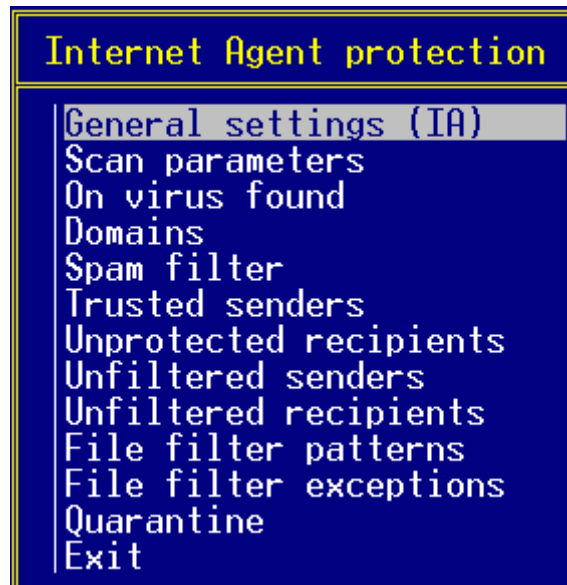 Internet Agent protection
General settings (IA)
Scan parameters
On virus found
Domains
Spam filter
Trusted senders
Unprotected recipients
Unfiltered senders
Unfiltered recipients
File filter patterns
File filter exceptions
Quarantine
Exit